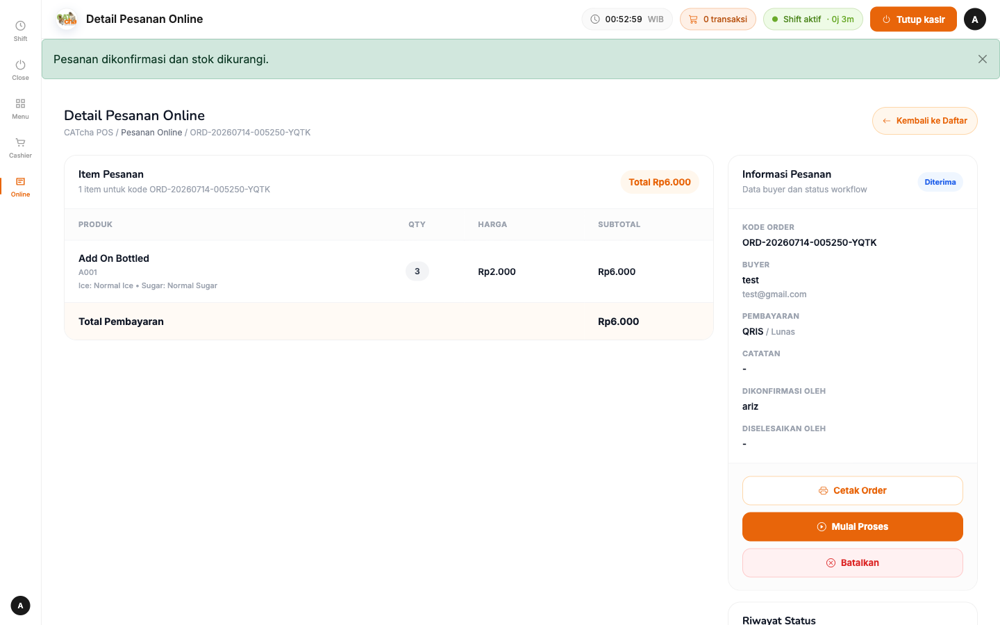 Shift
Close
Menu
Cashier
Online
A
CATcha
Detail Pesanan Online
00:52:59 WIB
0 transaksi
Shift aktif · 0j 3m
Tutup kasir
A
Pesanan dikonfirmasi dan stok dikurangi.
Detail Pesanan Online
CATcha POS / Pesanan Online / ORD-20260714-005250-YQTK
Kembali ke Daftar
Item Pesanan
1 item untuk kode ORD-20260714-005250-YQTK
Total Rp6.000
PRODUK QTY HARGA SUBTOTAL
Add On Bottled
A001
Ice: Normal Ice • Sugar: Normal Sugar
3 Rp2.000 Rp6.000
Total Pembayaran Rp6.000
Informasi Pesanan
Data buyer dan status workflow
Diterima
KODE ORDER
ORD-20260714-005250-YQTK
BUYER
test
test@gmail.com
PEMBAYARAN
QRIS / Lunas
CATATAN
-
DIKONFIRMASI OLEH
ariz
DISELESAIKAN OLEH
-
Cetak Order
Mulai Proses
Batalkan
Riwayat Status